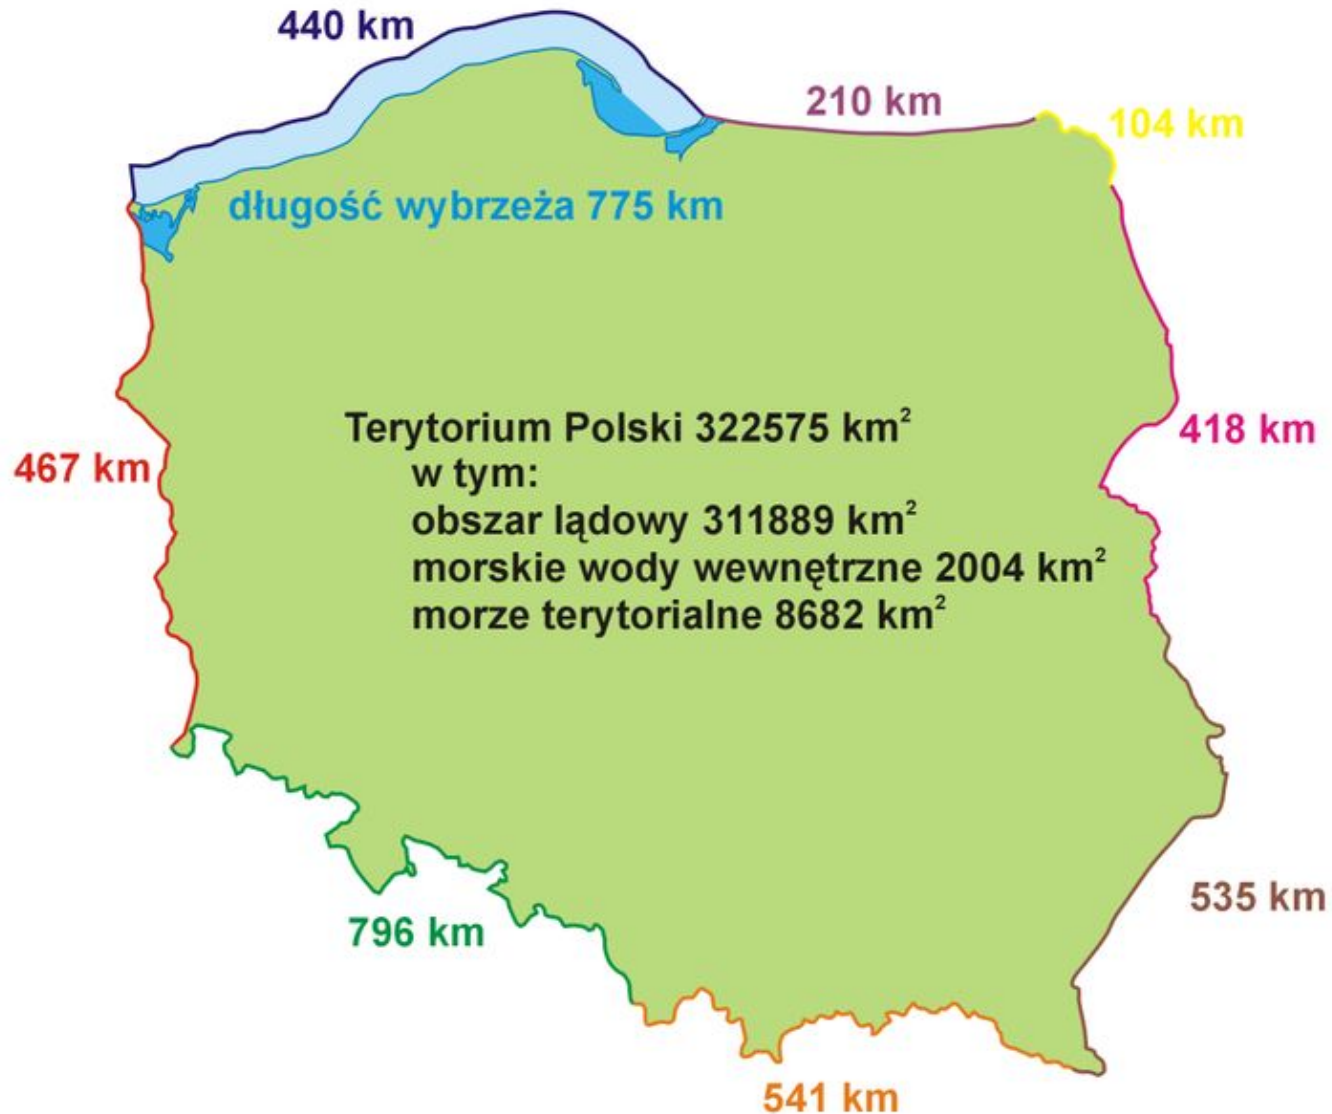 440 km
210 km
104 km
długość wybrzeża 775 km
Terytorium Polski 322575 km²
w tym:
obszar lądowy 311889 km²
morskie wody wewnętrzne 2004 km²
morze terytorialne 8682 km²
418 km
467 km
535 km
796 km
541 km